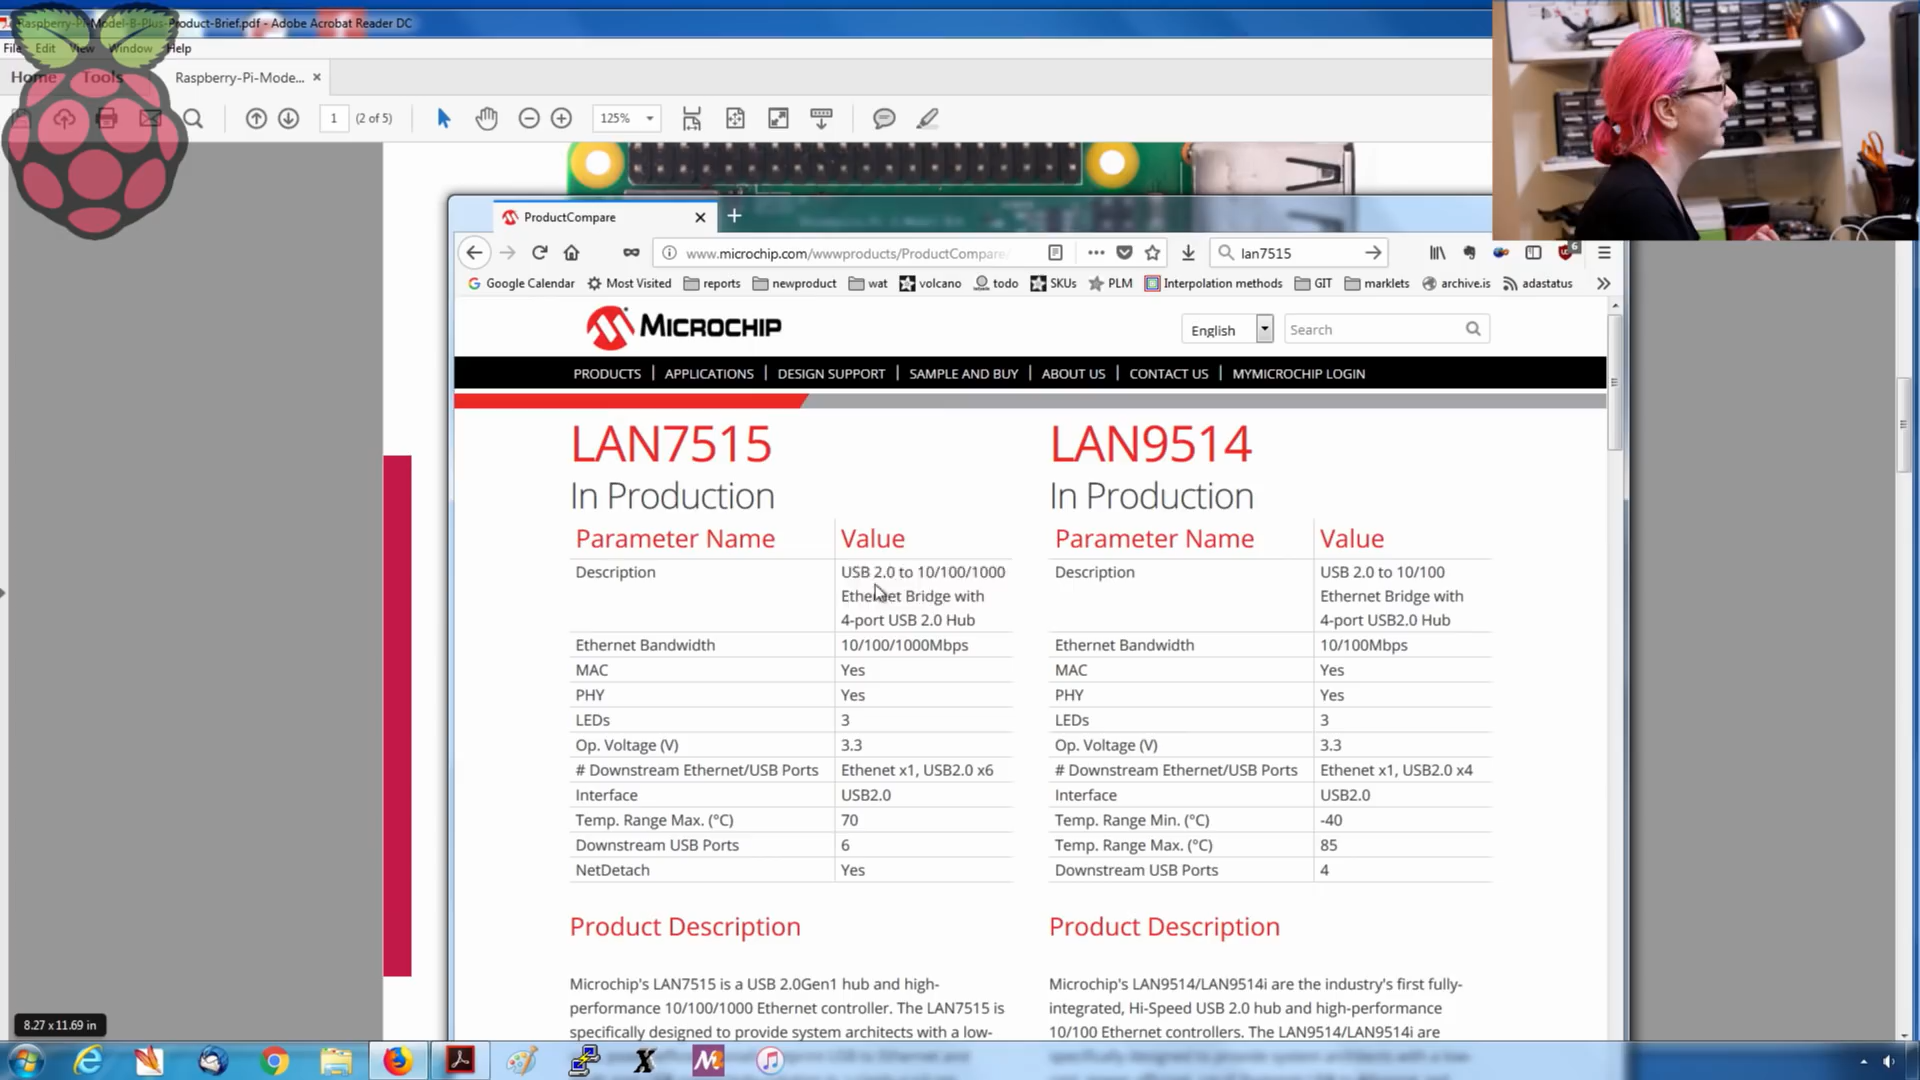 Raspberry-Pi-Model-B-Plus-Product-Brief.pdf - Adobe Acrobat Reader DC
File Edit View Window Help
Home Tools Raspberry-Pi-Mode... ×
1 (2 of 5) 125%
ProductCompare
www.microchip.com/wwwproducts/ProductCompare/ lan7515 6
Google Calendar Most Visited reports newproduct wat volcano todo SKUs PLM Interpolation methods GIT marklets archive.is adastatus
MICROCHIP English Search
PRODUCTS | APPLICATIONS | DESIGN SUPPORT | SAMPLE AND BUY | ABOUT US | CONTACT US | MYMICROCHIP LOGIN
LAN7515
In Production
Parameter Name Value
Description USB 2.0 to 10/100/1000
Ethernet Bridge with
4-port USB 2.0 Hub
Ethernet Bandwidth 10/100/1000Mbps
MAC Yes
PHY Yes
LEDs 3
Op. Voltage (V) 3.3
# Downstream Ethernet/USB Ports Ethenet x1, USB2.0 x6
Interface USB2.0
Temp. Range Max. (°C) 70
Downstream USB Ports 6
NetDetach Yes
Product Description
Microchip's LAN7515 is a USB 2.0Gen1 hub and high-
performance 10/100/1000 Ethernet controller. The LAN7515 is
specifically designed to provide system architects with a low-
LAN9514
In Production
Parameter Name Value
Description USB 2.0 to 10/100
Ethernet Bridge with
4-port USB2.0 Hub
Ethernet Bandwidth 10/100Mbps
MAC Yes
PHY Yes
LEDs 3
Op. Voltage (V) 3.3
# Downstream Ethernet/USB Ports Ethenet x1, USB2.0 x4
Interface USB2.0
Temp. Range Min. (°C) -40
Temp. Range Max. (°C) 85
Downstream USB Ports 4
Product Description
Microchip's LAN9514/LAN9514i are the industry's first fully-
integrated, Hi-Speed USB 2.0 hub and high-performance
10/100 Ethernet controllers. The LAN9514/LAN9514i are
8.27 x 11.69 in